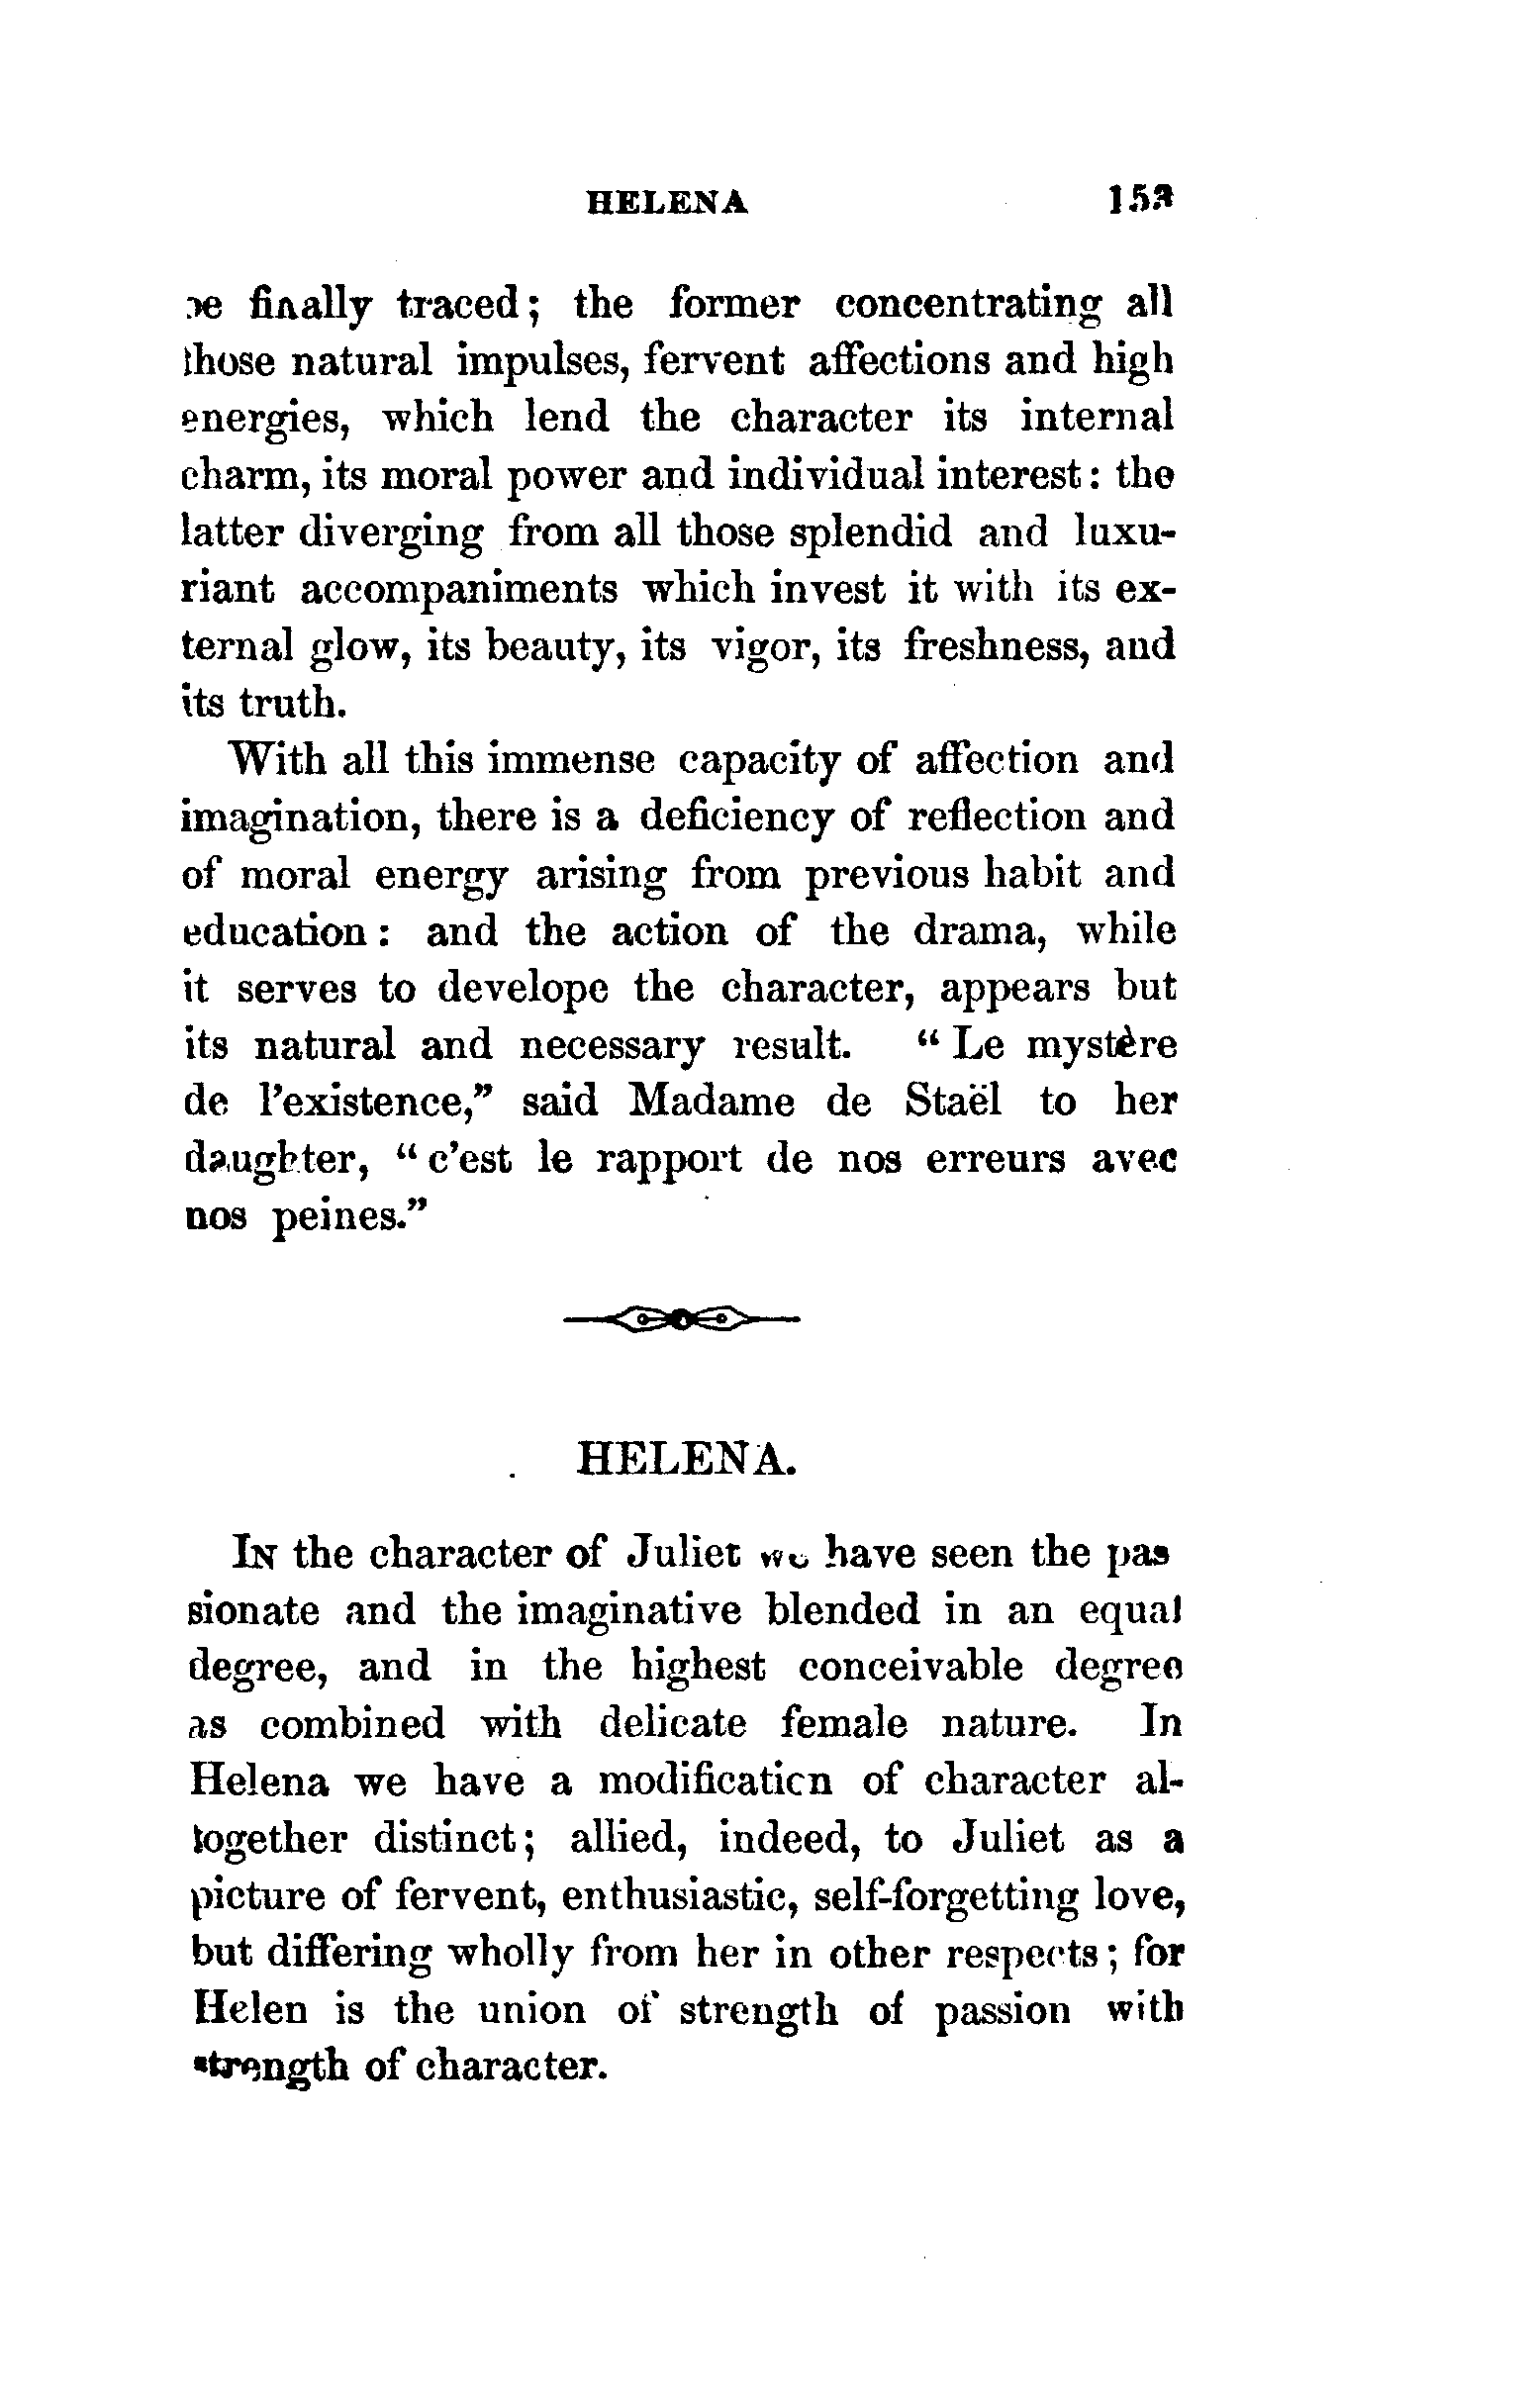 HELENA 153
be finally traced; the former concentrating all
those natural impulses, fervent affections and high
energies, which lend the character its internal
charm, its moral power and individual interest: the
latter diverging from all those splendid and luxu-
riant accompaniments which invest it with its ex-
ternal glow, its beauty, its vigor, its freshness, and
its truth.
With all this immense capacity of affection and
imagination, there is a deficiency of reflection and
of moral energy arising from previous habit and
education: and the action of the drama, while
it serves to develope the character, appears but
its natural and necessary result. "Le mystère
de l'existence," said Madame de Staël to her
daughter, "c'est le rapport de nos erreurs avec
nos peines."
HELENA.
In the character of Juliet we have seen the pas
sionate and the imaginative blended in an equal
degree, and in the highest conceivable degree
as combined with delicate female nature. In
Helena we have a modification of character al-
together distinct; allied, indeed, to Juliet as a
picture of fervent, enthusiastic, self-forgetting love,
but differing wholly from her in other respects; for
Helen is the union of strength of passion with
strength of character.